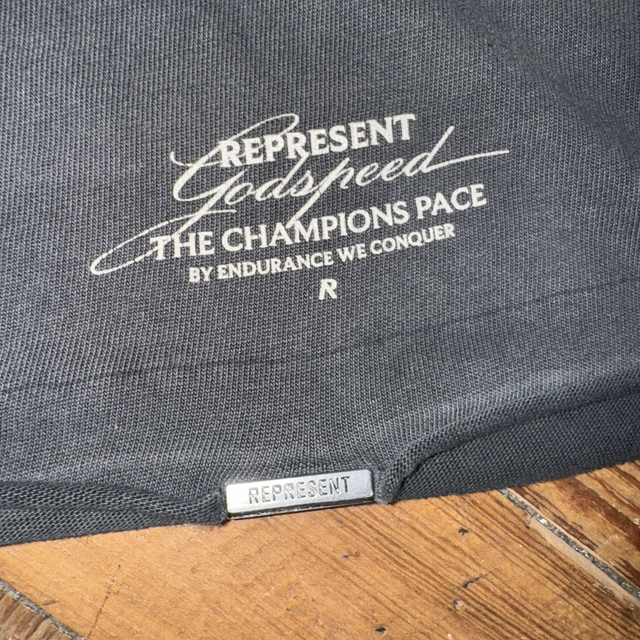 REPRESENT
Godspeed
THE CHAMPIONS PACE
BY ENDURANCE WE CONQUER
R
REPRESENT